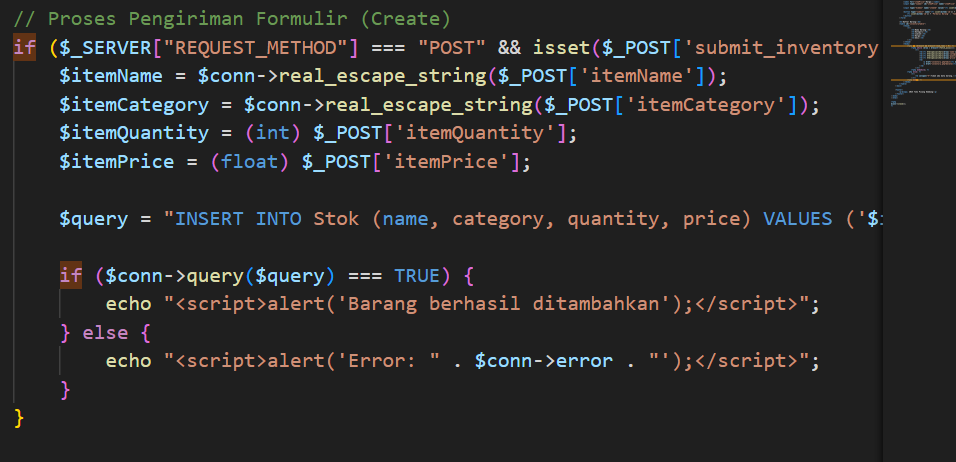 // Proses Pengiriman Formulir (Create)
if ($_SERVER["REQUEST_METHOD"] === "POST" && isset($_POST['submit_inventory
$itemName = $conn->real_escape_string($_POST['itemName']);
$itemCategory = $conn->real_escape_string($_POST['itemCategory']);
$itemQuantity = (int) $_POST['itemQuantity'];
$itemPrice = (float) $_POST['itemPrice'];
$query = "INSERT INTO Stok (name, category, quantity, price) VALUES ('$
if ($conn->query($query) === TRUE) {
echo "<script>alert('Barang berhasil ditambahkan');</script>";
} else {
echo "<script>alert('Error: " . $conn->error . "');</script>";
}
}